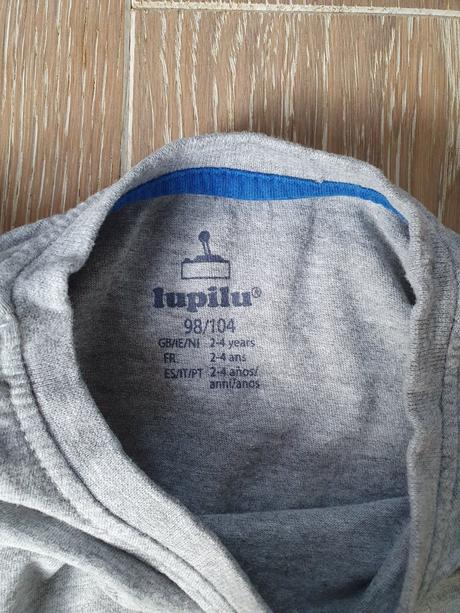 lupilu®
98/104
GB/IE/NI 2-4 years
FR 2-4 ans
ES/IT/PT 2-4 años/
anni/anos